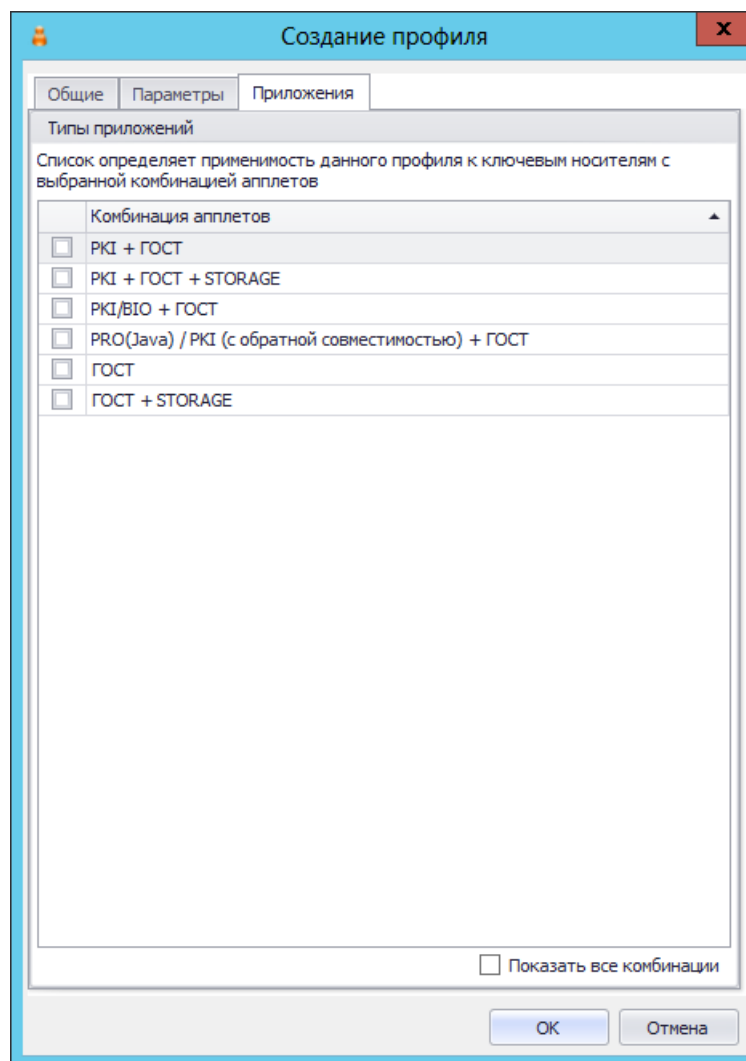 Создание профиля
x
Общие Параметры Приложения
Типы приложений
Список определяет применимость данного профиля к ключевым носителям с
выбранной комбинацией апплетов
Комбинация апплетов
PKI + ГОСТ
PKI + ГОСТ + STORAGE
PKI/BIO + ГОСТ
PRO(Java) / PKI (с обратной совместимостью) + ГОСТ
ГОСТ
ГОСТ + STORAGE
Показать все комбинации
ОК Отмена